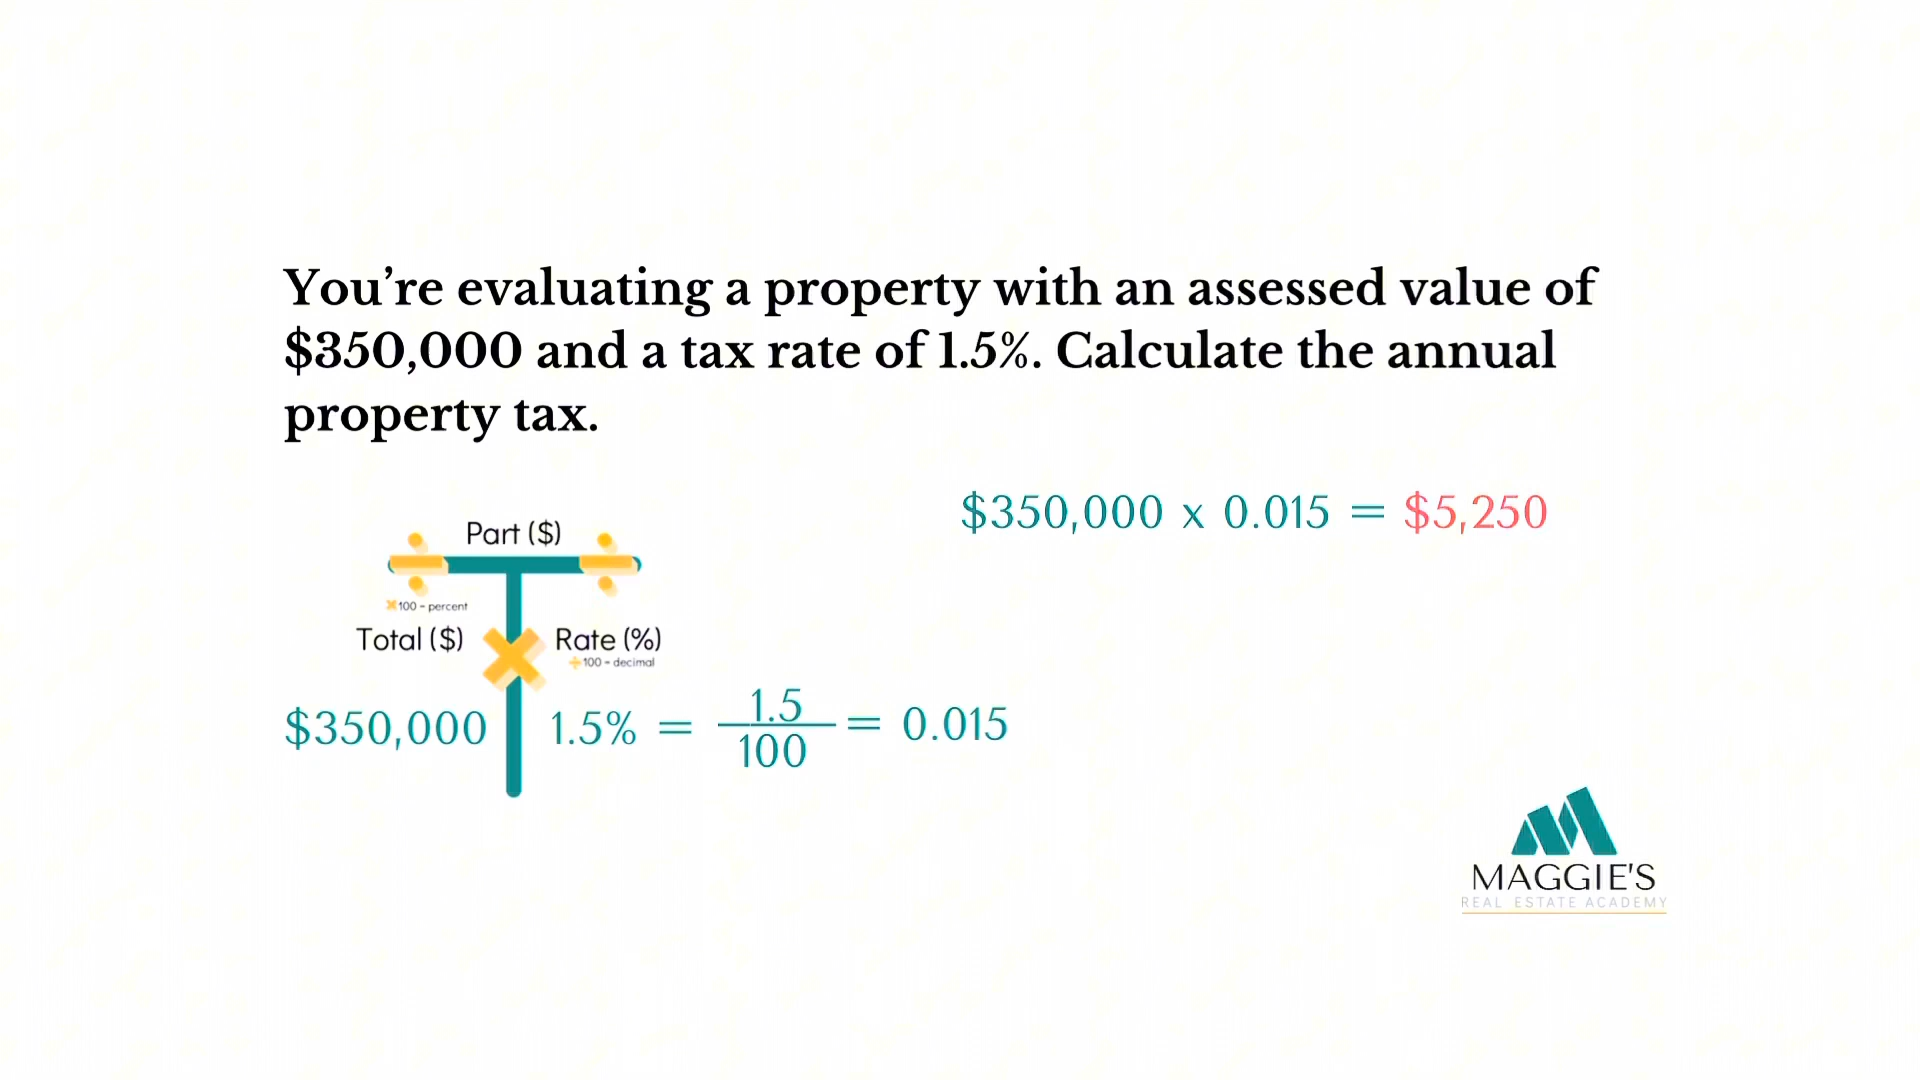 You’re evaluating a property with an assessed value of
$350,000 and a tax rate of 1.5%. Calculate the annual
property tax.
$350,000 x 0.015 = $5,250
Part ($)
÷ ÷
×100 = percent
Total ($) × Rate (%)
÷100 = decimal
$350,000 1.5% = 1.5/100 = 0.015
MAGGIE'S
REAL ESTATE ACADEMY